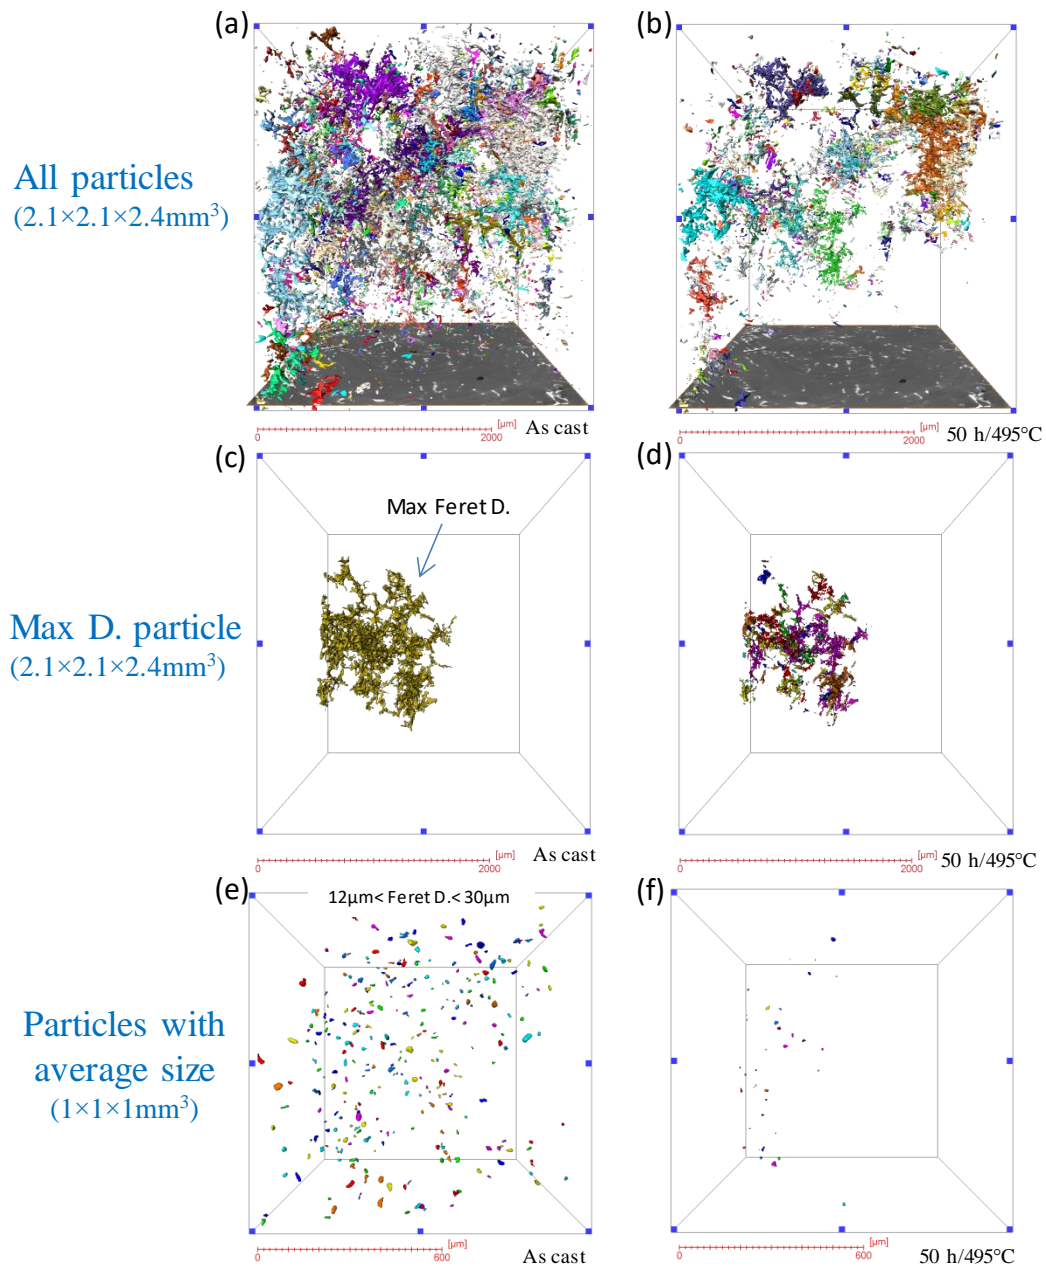 (a)
(b)
All particles
(2.1×2.1×2.4mm³)
0 2000 [μm] As cast
0 2000 [μm] 50 h/495°C
(c)
(d)
Max Feret D.
Max D. particle
(2.1×2.1×2.4mm³)
0 2000 [μm] As cast
0 2000 [μm] 50 h/495°C
(e)
(f)
12μm< Feret D.< 30μm
Particles with
average size
(1×1×1mm³)
0 600 [μm] As cast
0 600 [μm] 50 h/495°C